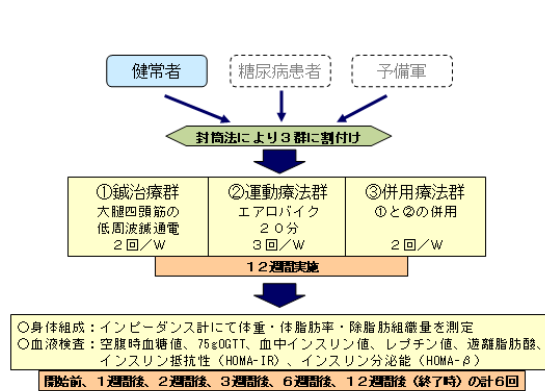 健常者 糖尿病患者 予備軍
封筒法により3群に割付け
①鍼治療群 ②運動療法群 ③併用療法群
大腿四頭筋の エアロバイク ①と②の併用
低周波鍼通電 20分
2回/W 3回/W 2回/W
12週間実施
○身体組成：インピーダンス計にて体重・体脂肪率・除脂肪組織量を測定
○血液検査：空腹時血糖値、75gOGTT、血中インスリン値、レプチン値、遊離脂肪酸、
インスリン抵抗性（HOMA-IR）、インスリン分泌能（HOMA-β）
開始前、1週間後、2週間後、3週間後、6週間後、12週間後（終了時）の計6回